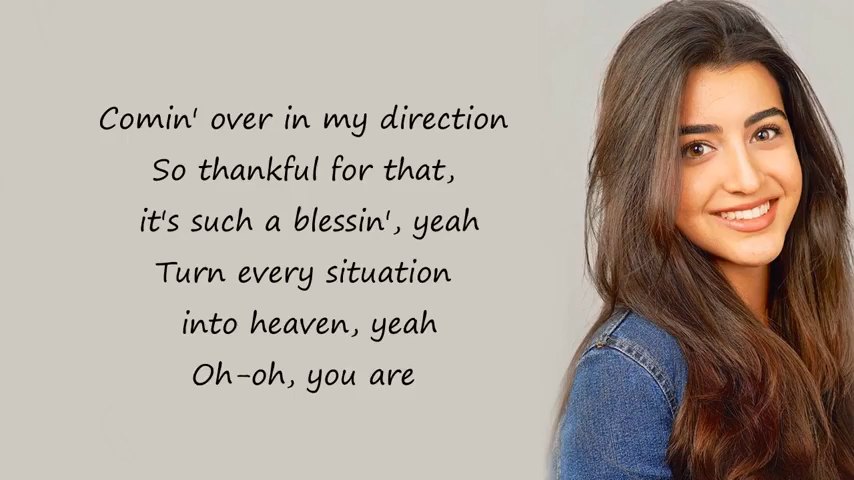 Comin' over in my direction
So thankful for that,
it's such a blessin', yeah
Turn every situation
into heaven, yeah
Oh-oh, you are